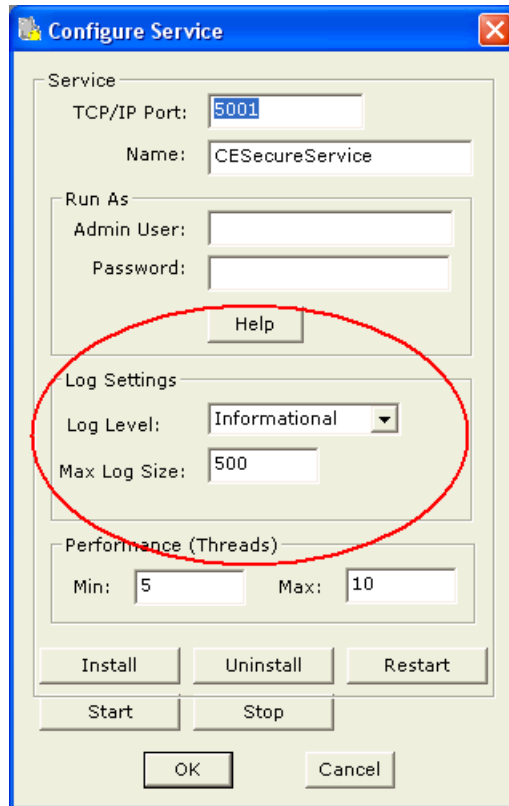 Configure Service
Service
TCP/IP Port: 5001
Name: CESecureService
Run As
Admin User:
Password:
Help
Log Settings
Log Level: Informational
Max Log Size: 500
Performance (Threads)
Min: 5 Max: 10
Install Uninstall Restart
Start Stop
OK Cancel